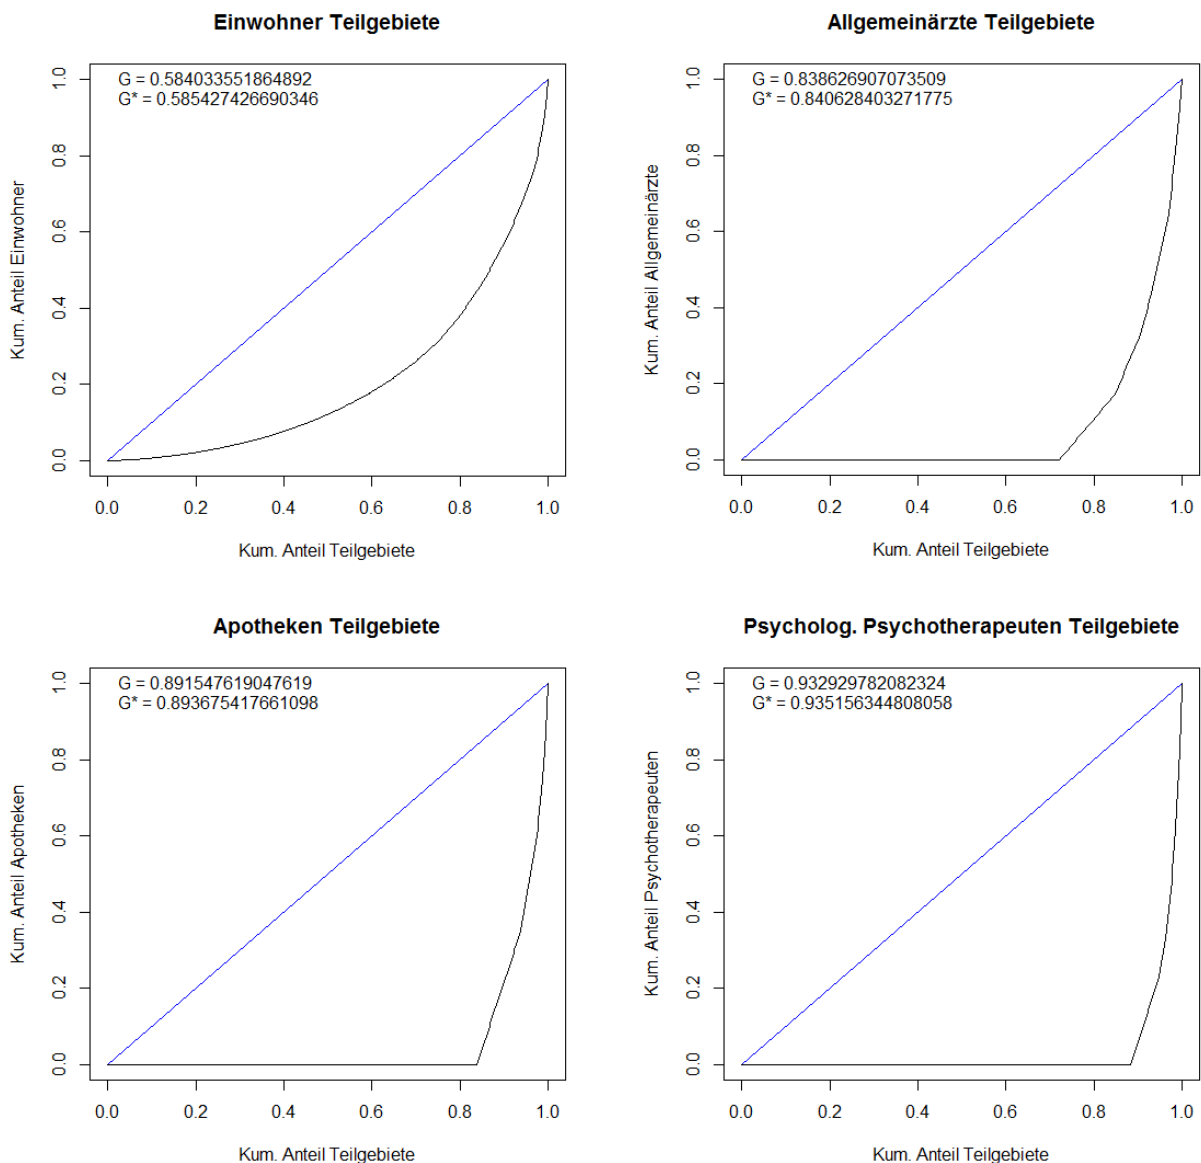 Einwohner Teilgebiete
G = 0.584033551864892
G* = 0.585427426690346
Kum. Anteil Einwohner
1.0
0.8
0.6
0.4
0.2
0.0
0.0 0.2 0.4 0.6 0.8 1.0
Kum. Anteil Teilgebiete
Allgemeinärzte Teilgebiete
G = 0.838626907073509
G* = 0.840628403271775
Kum. Anteil Allgemeinärzte
1.0
0.8
0.6
0.4
0.2
0.0
0.0 0.2 0.4 0.6 0.8 1.0
Kum. Anteil Teilgebiete
Apotheken Teilgebiete
G = 0.891547619047619
G* = 0.893675417661098
Kum. Anteil Apotheken
1.0
0.8
0.6
0.4
0.2
0.0
0.0 0.2 0.4 0.6 0.8 1.0
Kum. Anteil Teilgebiete
Psycholog. Psychotherapeuten Teilgebiete
G = 0.932929782082324
G* = 0.935156344808058
Kum. Anteil Psychotherapeuten
1.0
0.8
0.6
0.4
0.2
0.0
0.0 0.2 0.4 0.6 0.8 1.0
Kum. Anteil Teilgebiete